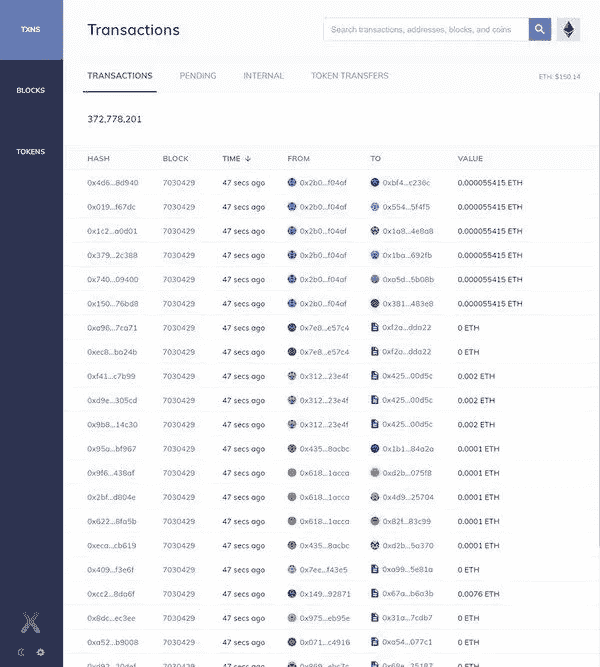 TXNS
Transactions
Search transactions, addresses, blocks, and coins
TRANSACTIONS PENDING INTERNAL TOKEN TRANSFERS
ETH: $150.14
BLOCKS
372,778,201
TOKENS
HASH BLOCK TIME FROM TO VALUE
0x4d6...8d940 7030429 47 secs ago 0x2b0...f04af 0xbf4...c236c 0.000055415 ETH
0x019...f67dc 7030429 47 secs ago 0x2b0...f04af 0x554...5f4f5 0.000055415 ETH
0x1c2...a0d01 7030429 47 secs ago 0x2b0...f04af 0x1a8...4e8a8 0.000055415 ETH
0x379...2c388 7030429 47 secs ago 0x2b0...f04af 0x1ba...692fb 0.000055415 ETH
0x740...09400 7030429 47 secs ago 0x2b0...f04af 0xa5d...5b08b 0.000055415 ETH
0x150...76bd8 7030429 47 secs ago 0x2b0...f04af 0x381...483e8 0.000055415 ETH
0xa96...7ca71 7030429 47 secs ago 0x7e8...e57c4 0xf2a...dda22 0 ETH
0xec8...ba24b 7030429 47 secs ago 0x7e8...e57c4 0xf2a...dda22 0 ETH
0xf41...c7b99 7030429 47 secs ago 0x312...23e4f 0x425...00d5c 0.002 ETH
0xd9e...305cd 7030429 47 secs ago 0x312...23e4f 0x425...00d5c 0.002 ETH
0x9b8...14c30 7030429 47 secs ago 0x312...23e4f 0x425...00d5c 0.002 ETH
0x95a...bf967 7030429 47 secs ago 0x435...8acbc 0x1b1...84a2a 0.0001 ETH
0x9f6...438af 7030429 47 secs ago 0x618...1acca 0xd2b...075f8 0.0001 ETH
0x2bf...d804e 7030429 47 secs ago 0x618...1acca 0x4d9...25704 0.0001 ETH
0x622...8fa5b 7030429 47 secs ago 0x618...1acca 0x82f...83c99 0.0001 ETH
0xeca...cb619 7030429 47 secs ago 0x435...8acbc 0xd2b...5a370 0.0001 ETH
0x409...f3e6f 7030429 47 secs ago 0x7ec...f43e5 0xa99...5e81a 0 ETH
0xcc2...8da6f 7030429 47 secs ago 0x149...92871 0x67a...b6a3b 0.0076 ETH
0x8dc...ec3ee 7030429 47 secs ago 0x975...eb95e 0x31a...7cdb7 0 ETH
0xa52...b9008 7030429 47 secs ago 0x071...c4916 0xa54...077c1 0 ETH
7030429 47 secs ago 0 ETH